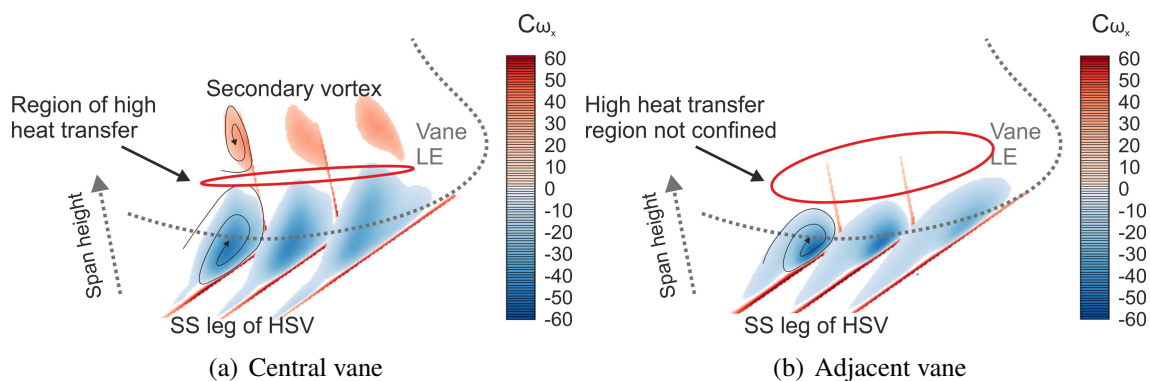 Cωₓ
60
50
40
30
20
10
0
-10
-20
-30
-40
-50
-60
Secondary vortex
Region of high
heat transfer
Vane
LE
Span height
SS leg of HSV
(a) Central vane
Cωₓ
60
50
40
30
20
10
0
-10
-20
-30
-40
-50
-60
High heat transfer
region not confined
Vane
LE
Span height
SS leg of HSV
(b) Adjacent vane